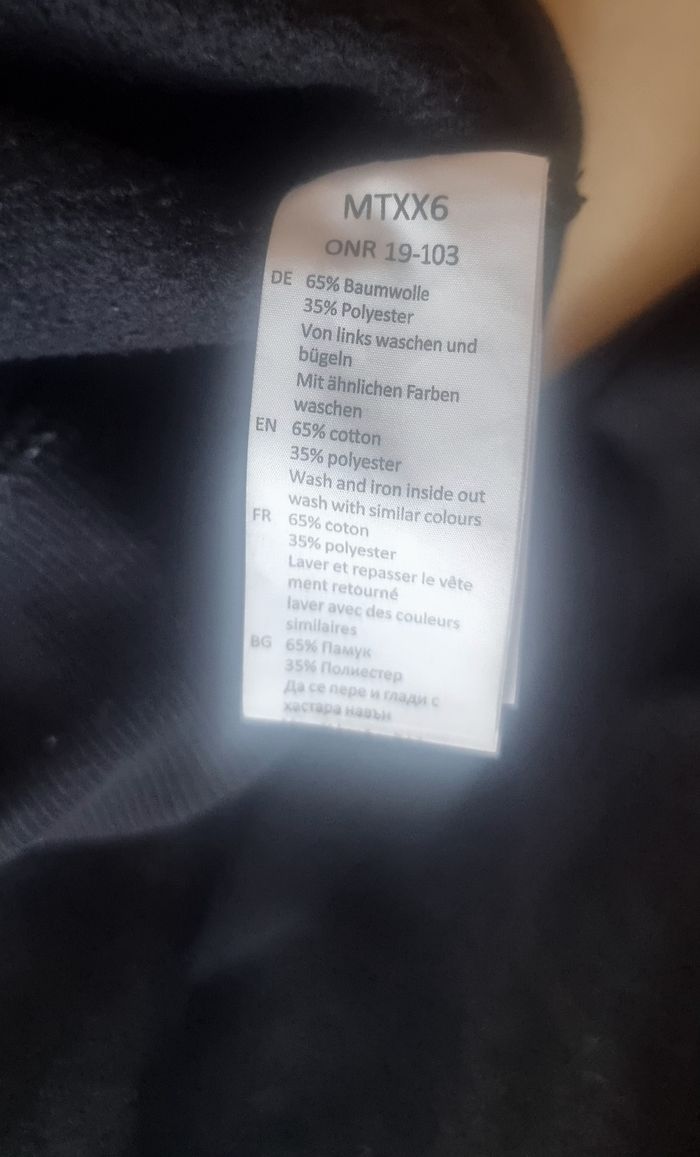 MTXX6
ONR 19-103
DE 65% Baumwolle
35% Polyester
Von links waschen und
bügeln
Mit ähnlichen Farben
waschen
EN 65% cotton
35% polyester
Wash and iron inside out
wash with similar colours
FR 65% coton
35% polyester
Laver et repasser le vête
ment retourné
laver avec des couleurs
similaires
BG 65% Памук
35% Полиестер
Да се пере и глади с
хастара навън